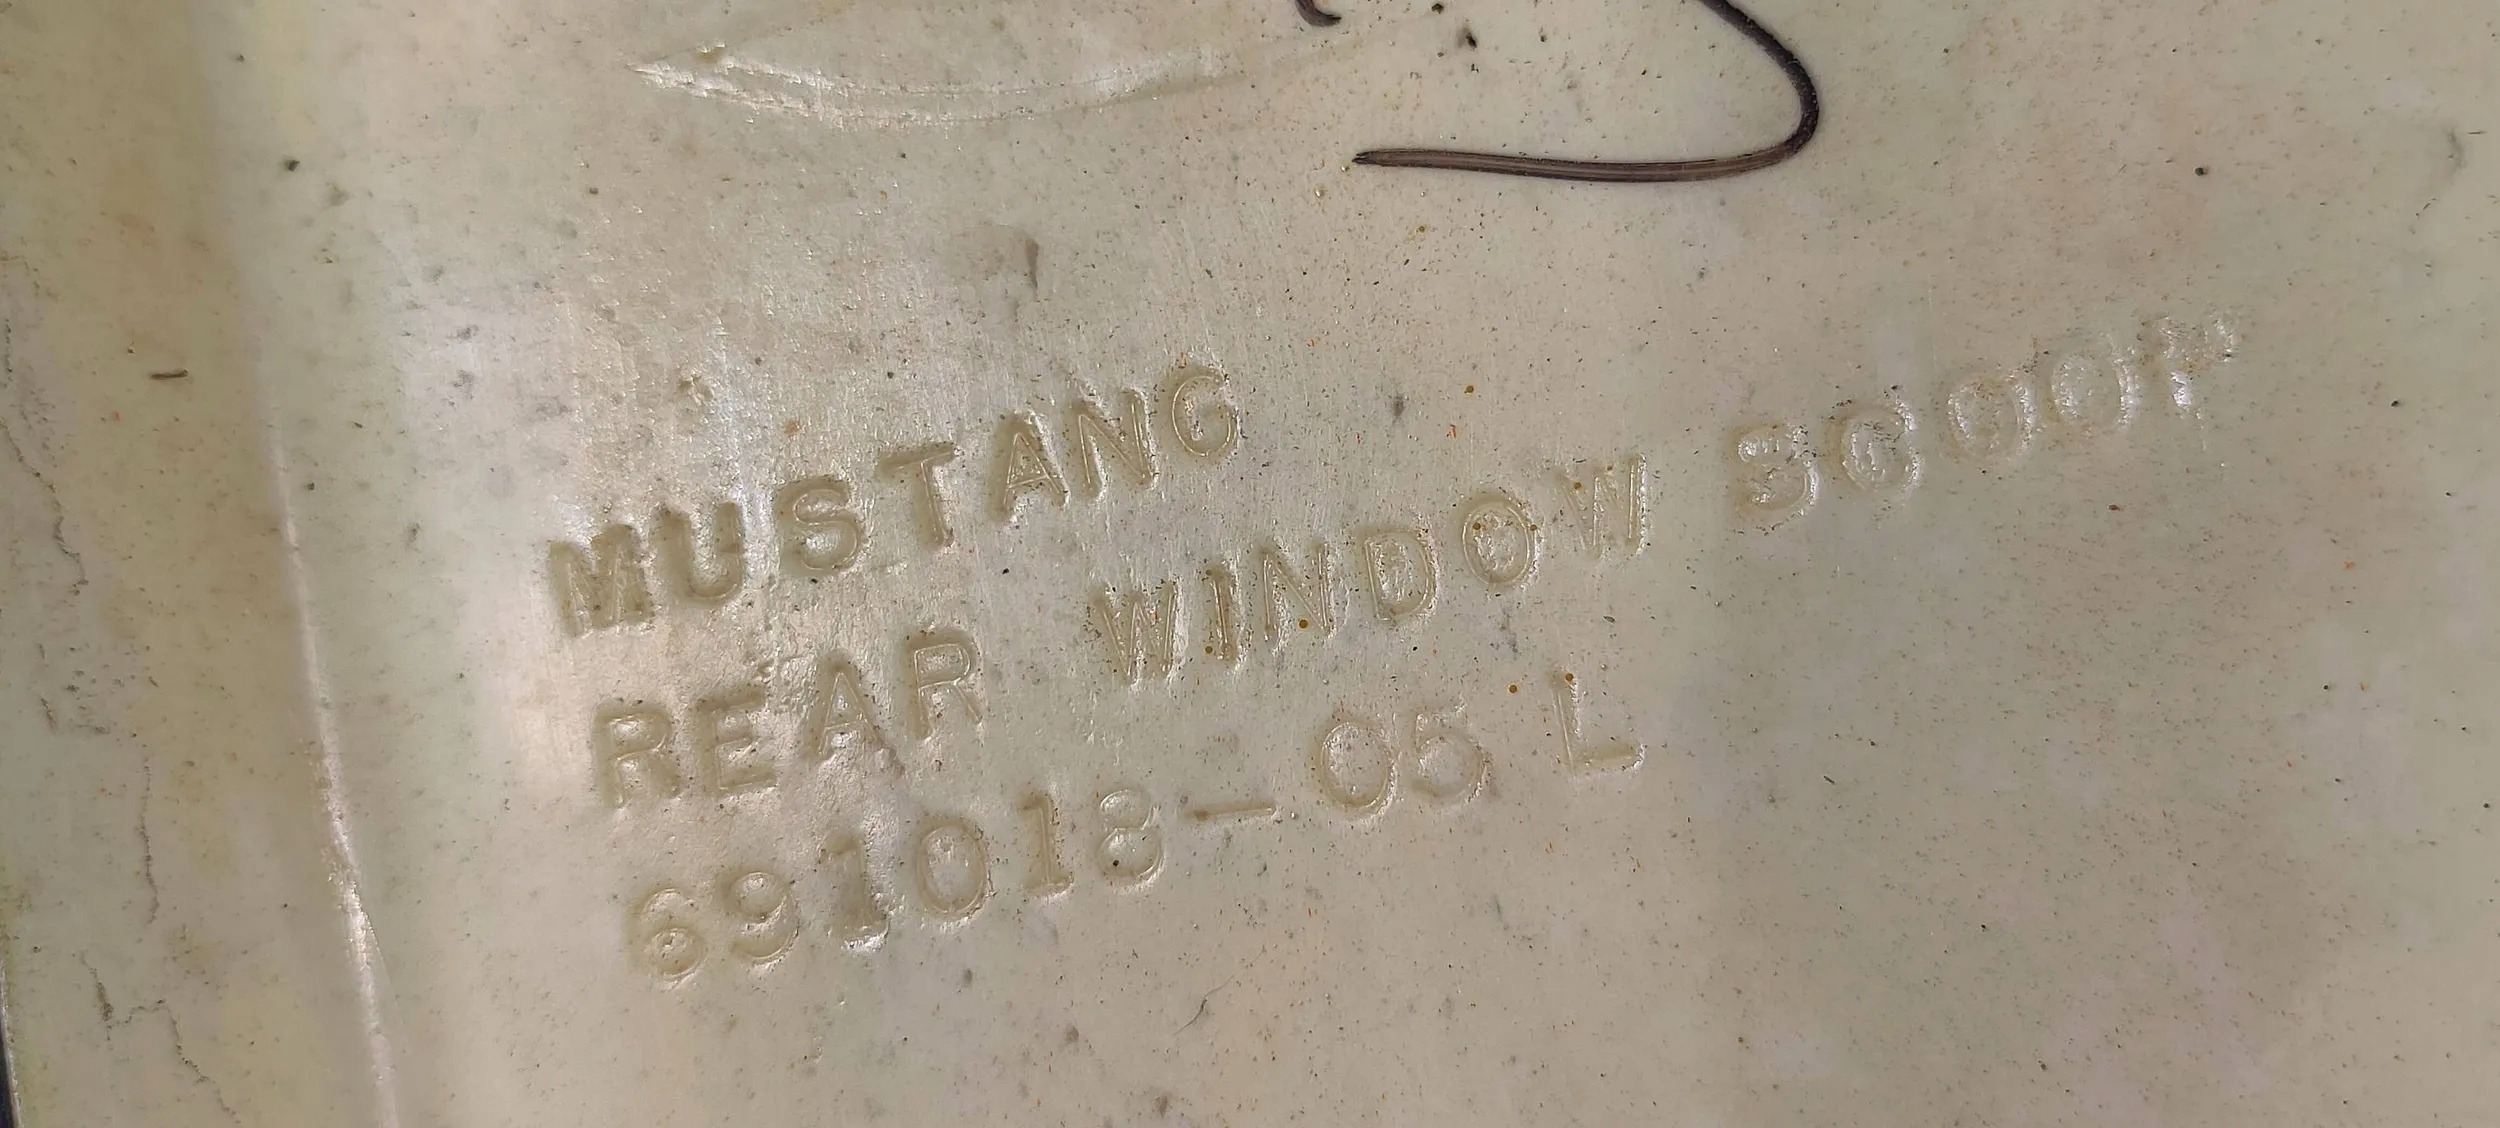 MUSTANG
REAR WINDOW SCOOP
691018-05 L